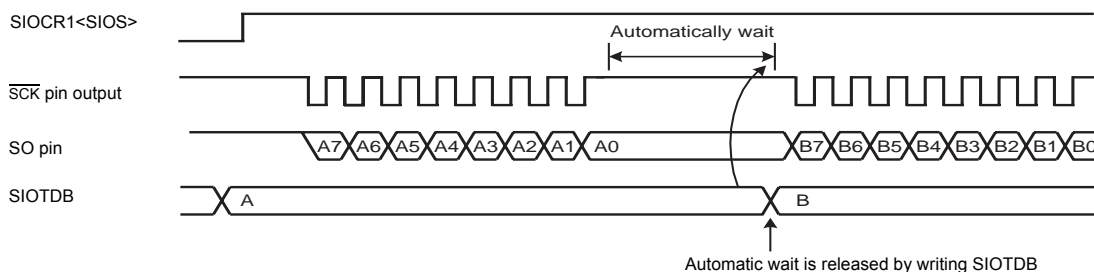 SIOCR1<SIOS>
Automatically wait
SCK pin output
SO pin
A7 A6 A5 A4 A3 A2 A1 A0 B7 B6 B5 B4 B3 B2 B1 B0
SIOTDB
A B
Automatic wait is released by writing SIOTDB